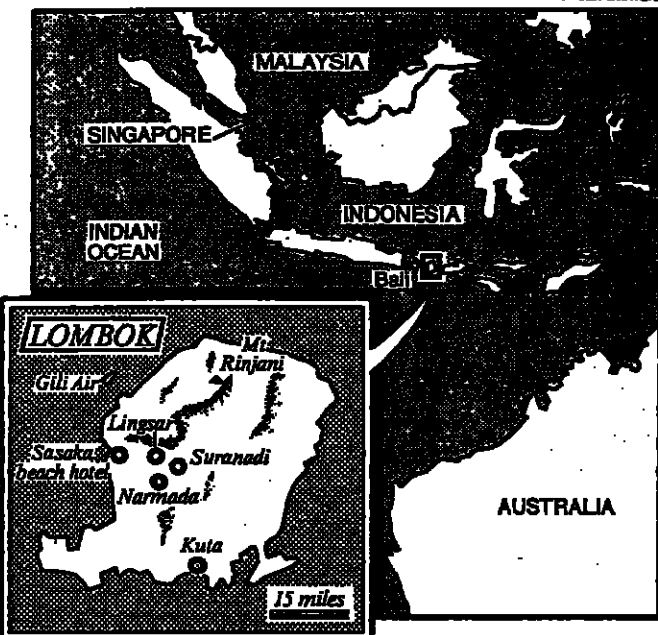 MALAYSIA
SINGAPORE
INDONESIA
INDIAN
OCEAN
Bali
LOMBOK
Mt.
Rinjani
Gili Air
Lingsar
Sasaka
beach hotel
Suranadi
Narmada
Kuta
15 miles
AUSTRALIA